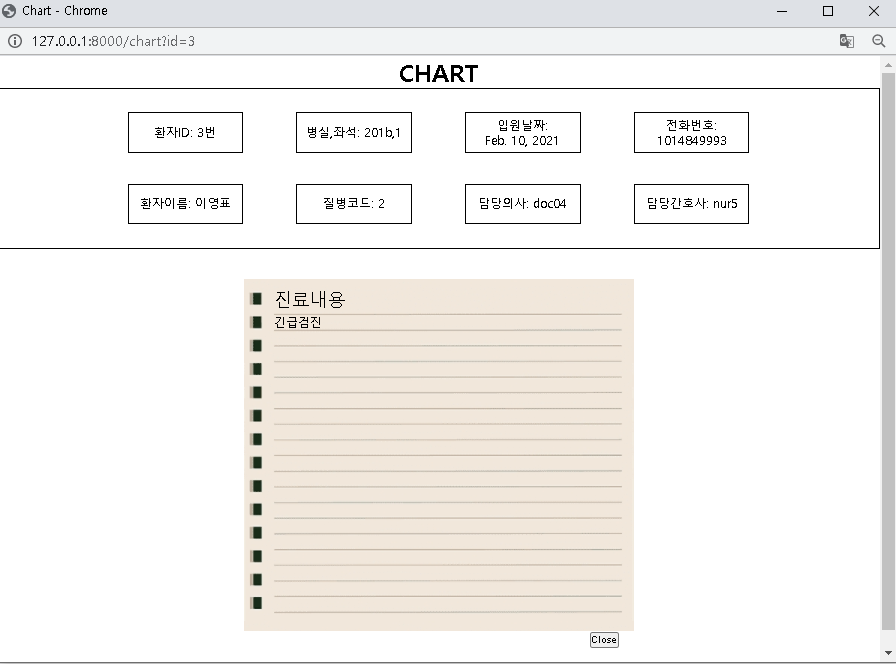 Chart - Chrome
127.0.0.1:8000/chart?id=3
CHART
환자ID: 3번
병실,좌석: 201b,1
입원날짜:
Feb. 10, 2021
전화번호:
1014849993
환자이름: 이영표
질병코드: 2
담당의사: doc04
담당간호사: nur5
진료내용
긴급검진
Close